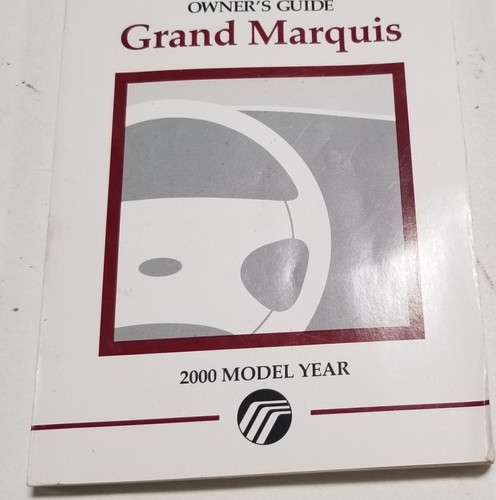 OWNER'S GUIDE
Grand Marquis
2000 MODEL YEAR